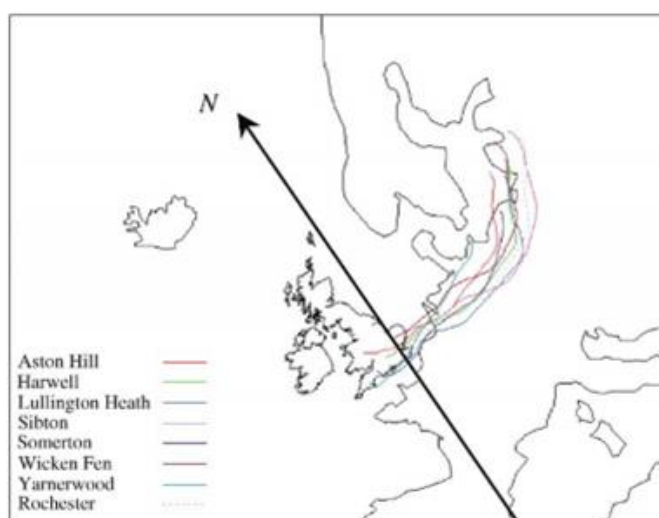 N
Aston Hill
Harwell
Lullington Heath
Sibton
Somerton
Wicken Fen
Yarnerwood
Rochester